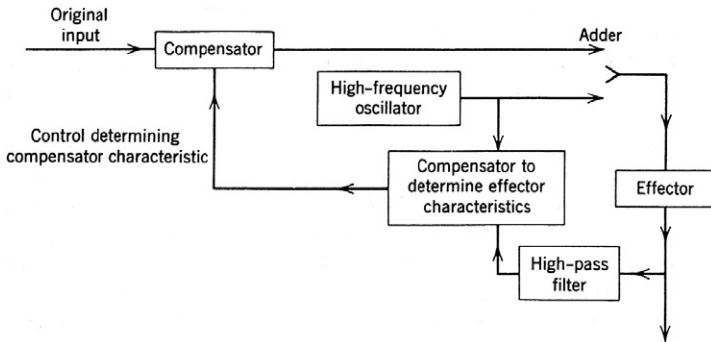 Original
input
Compensator
Adder
High-frequency
oscillator
Control determining
compensator characteristic
Compensator to
determine effector
characteristics
Effector
High-pass
filter